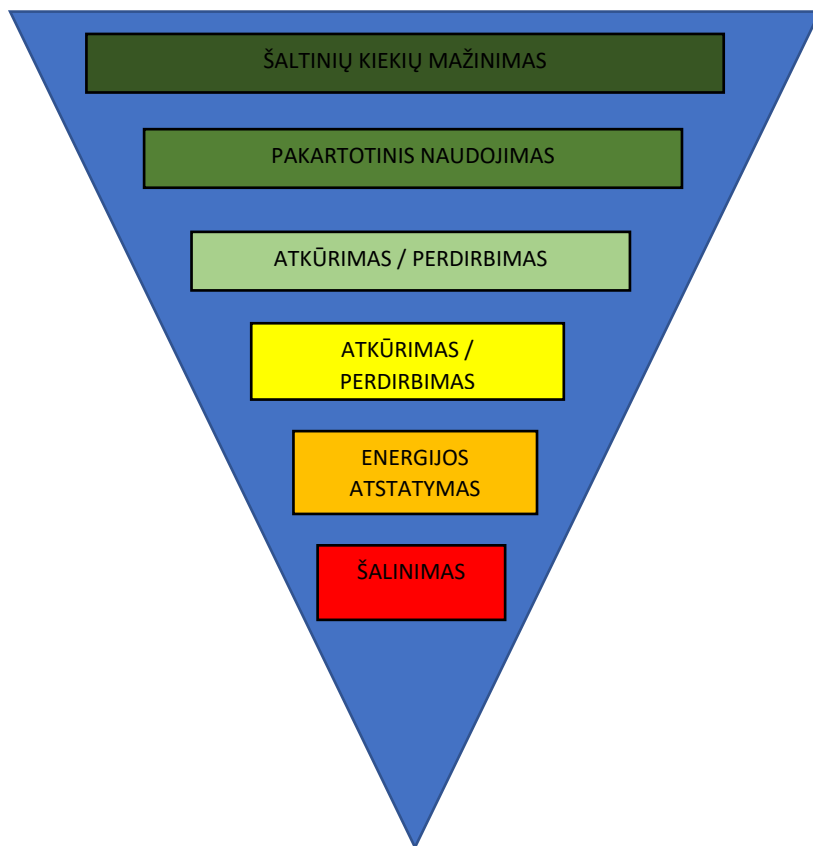 ŠALTINIŲ KIEKIŲ MAŽINIMAS
PAKARTOTINIS NAUDOJIMAS
ATKŪRIMAS / PERDIRBIMAS
ATKŪRIMAS /
PERDIRBIMAS
ENERGIJOS
ATSTATYMAS
ŠALINIMAS